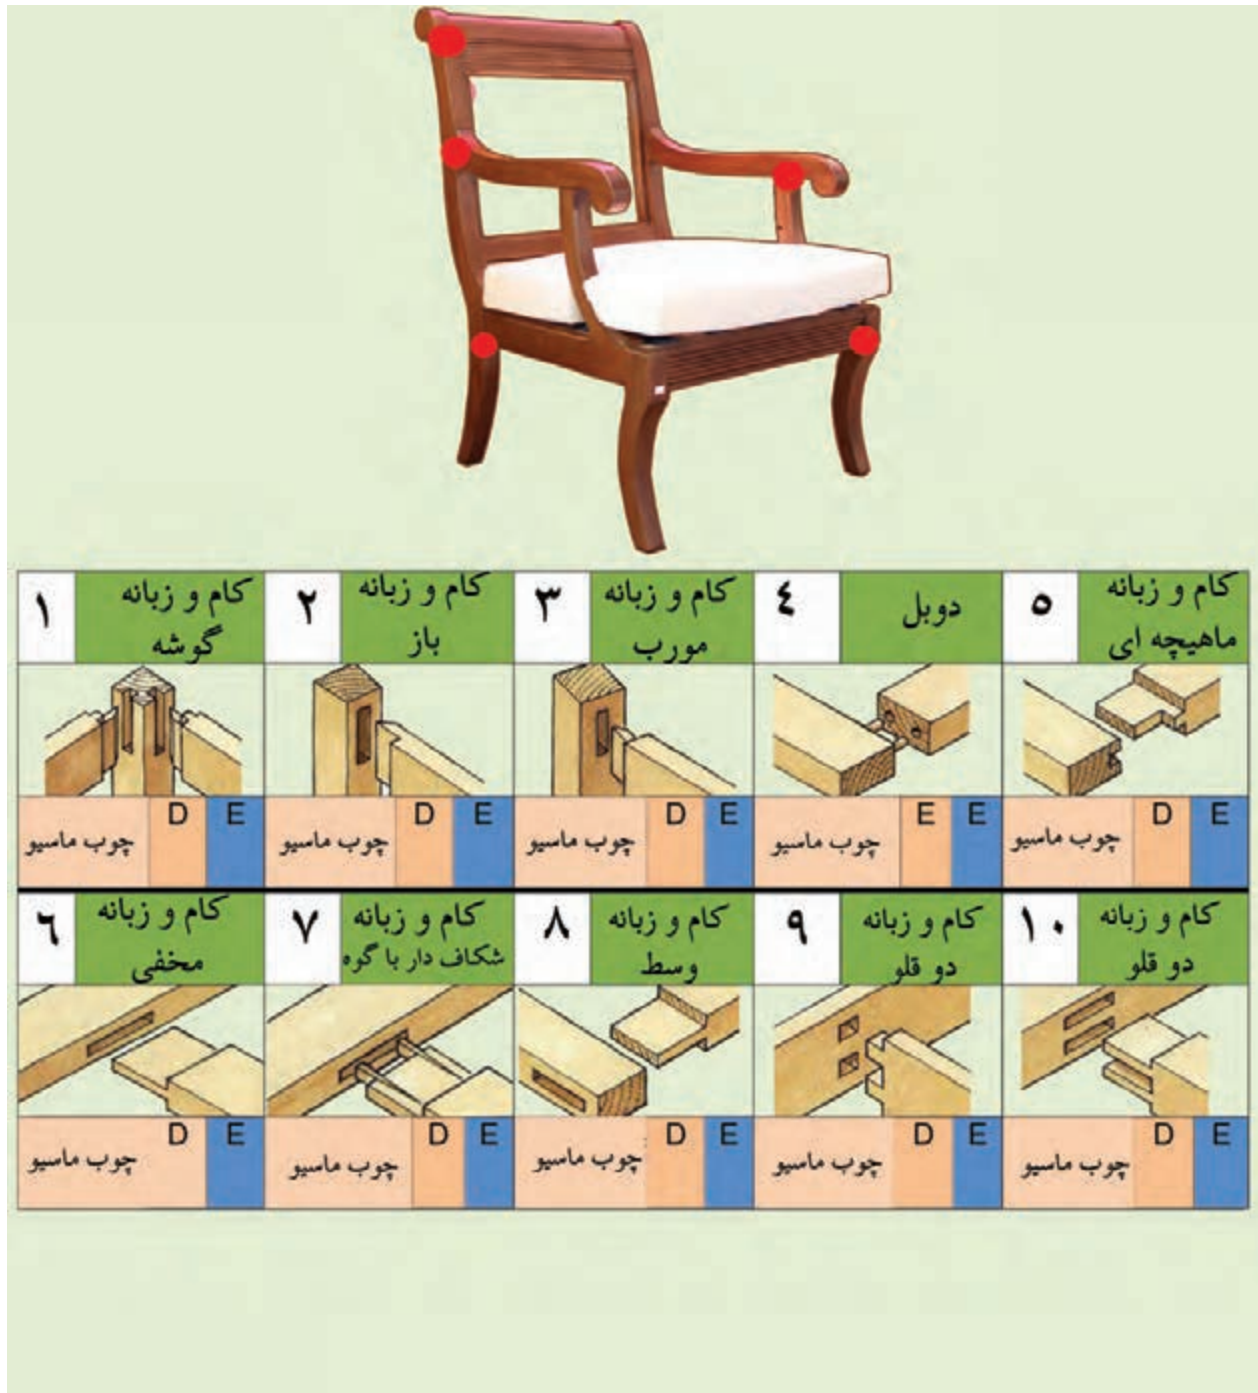 ۱
کام و زبانه
گوشه
۲
کام و زبانه
باز
۳
کام و زبانه
مورب
٤
دوبل
۵
کام و زبانه
ماهیچه ای
چوب ماسیو D E
چوب ماسیو D E
چوب ماسیو D E
چوب ماسیو E E
چوب ماسیو D E
٦
کام و زبانه
مخفی
۷
کام و زبانه
شکاف دار با گوه
۸
کام و زبانه
وسط
۹
کام و زبانه
دو قلو
۱۰
کام و زبانه
دو قلو
چوب ماسیو D E
چوب ماسیو D E
چوب ماسیو D E
چوب ماسیو D E
چوب ماسیو D E